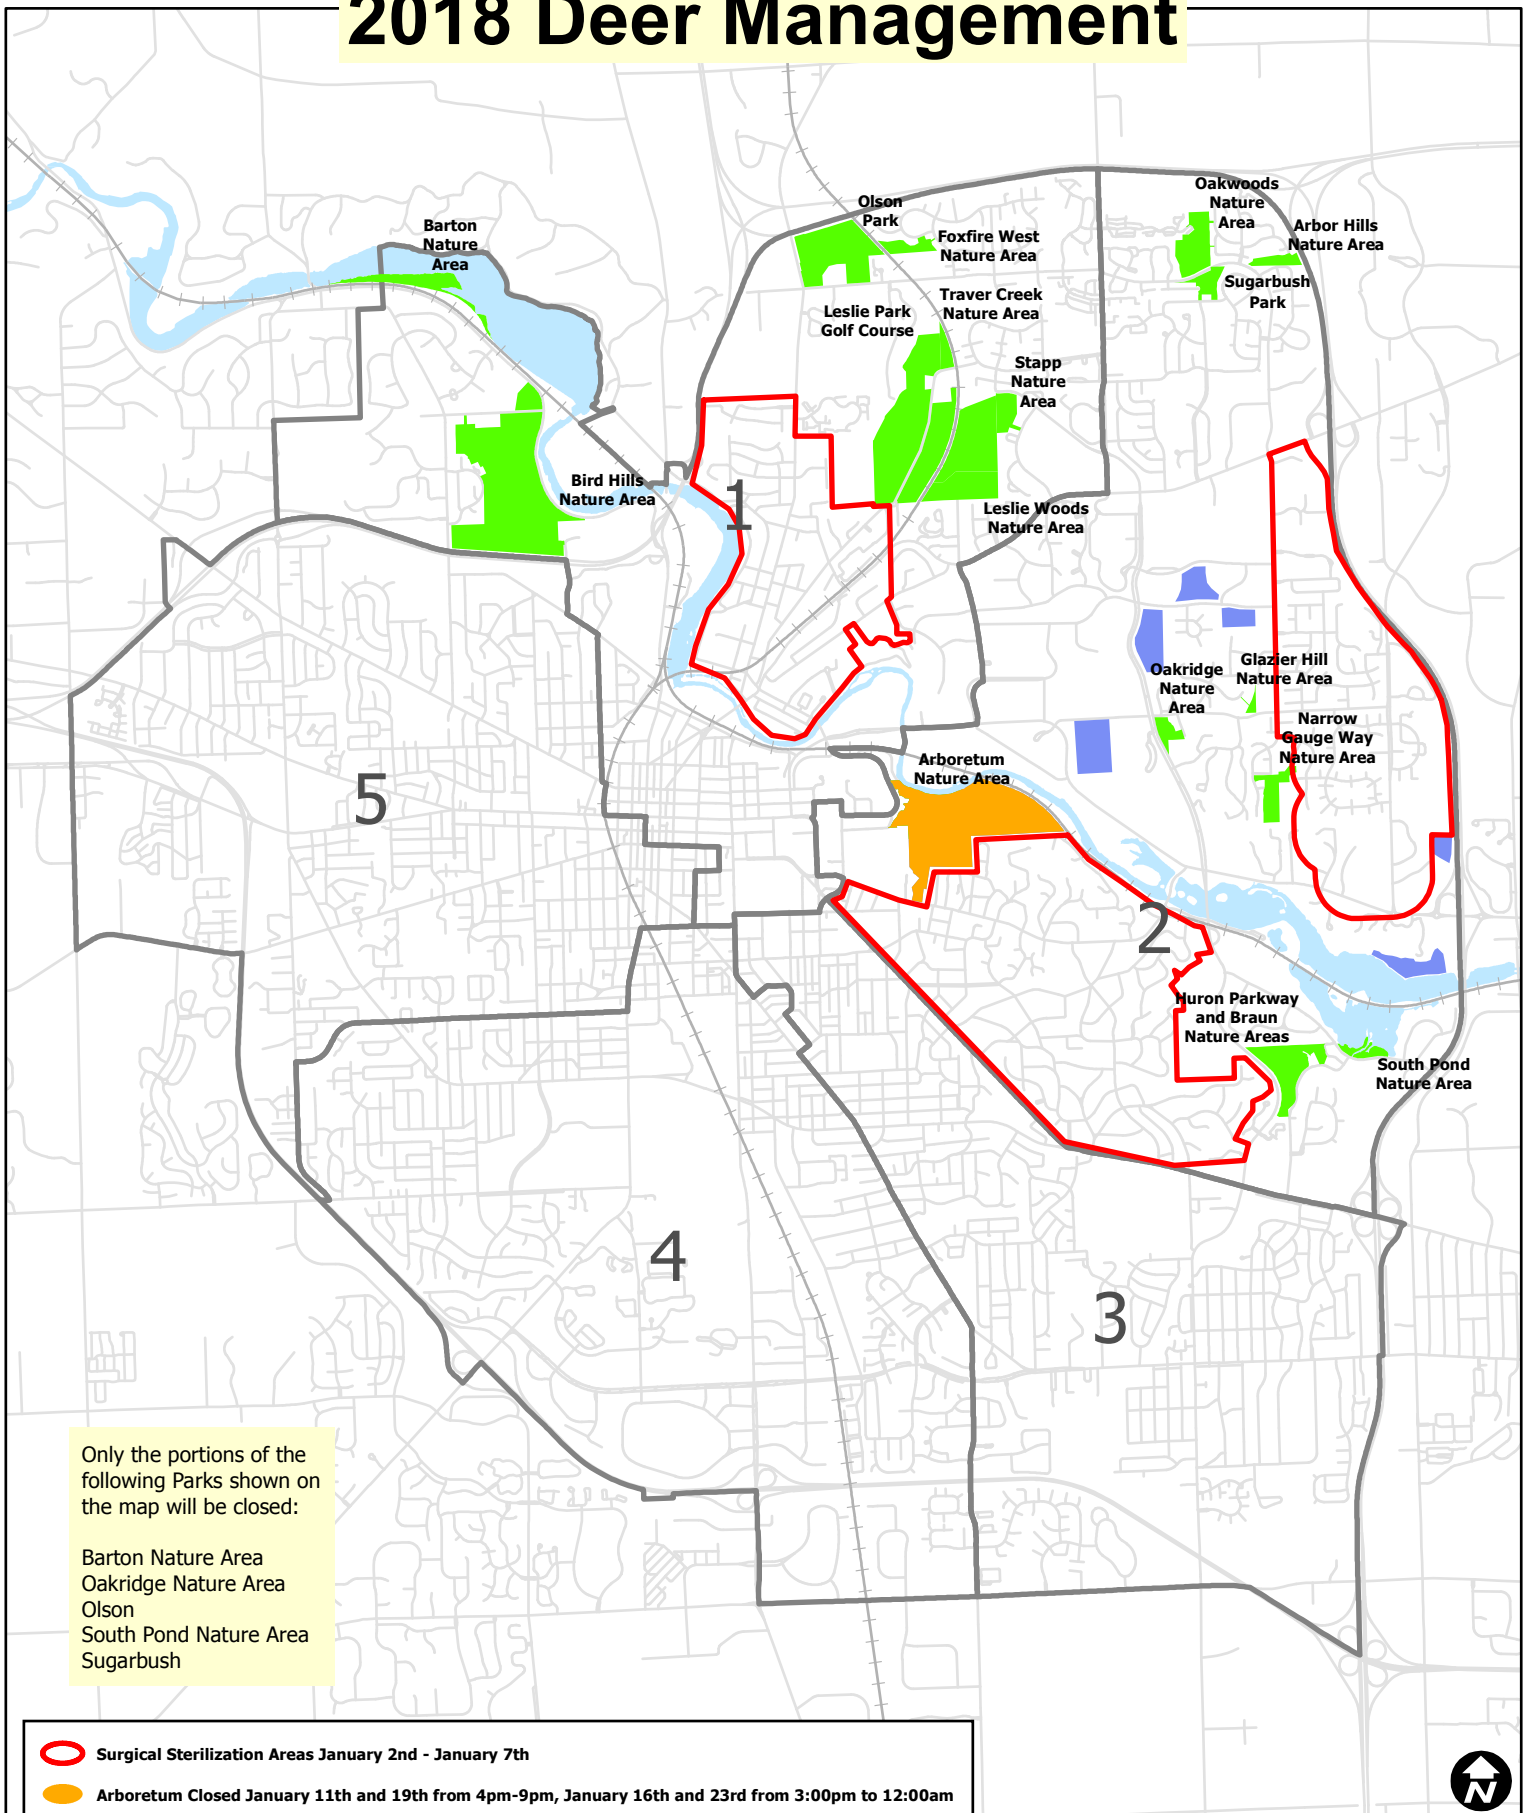 2018 Deer Management
Oakwoods
Nature
Area
Olson
Park
Barton
Nature
Area
Arbor Hills
Nature Area
Foxfire West
Nature Area
Sugarbush
Park
Traver Creek
Nature Area
Leslie Park
Golf Course
Stapp
Nature
Area
Bird Hills
Nature Area
1
Leslie Woods
Nature Area
Oakridge
Nature
Area
Glazier Hill
Nature Area
Narrow
Gauge Way
Nature Area
Arboretum
Nature Area
5
2
Huron Parkway
and Braun
Nature Areas
South Pond
Nature Area
4
3
Only the portions of the
following Parks shown on
the map will be closed:
Barton Nature Area
Oakridge Nature Area
Olson
South Pond Nature Area
Sugarbush
Surgical Sterilization Areas January 2nd - January 7th
Arboretum Closed January 11th and 19th from 4pm-9pm, January 16th and 23rd from 3:00pm to 12:00am
N